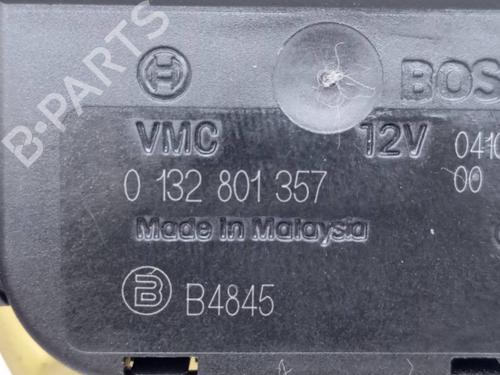 B-PARTS
BOS
VMC 12V 0410
0 132 801 357 00
Made in Malaysia
B B4845